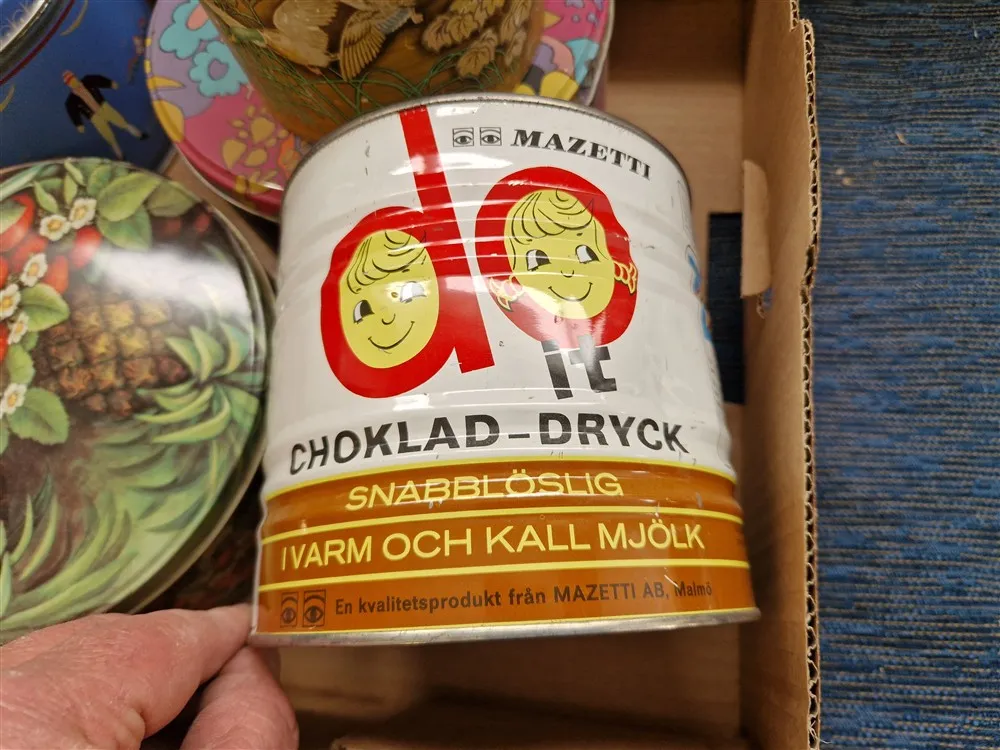 MAZETTI
do
it
CHOKLAD-DRYCK
SNABBLÖSLIG
I VARM OCH KALL MJÖLK
En kvalitetsprodukt från MAZETTI AB, Malmö